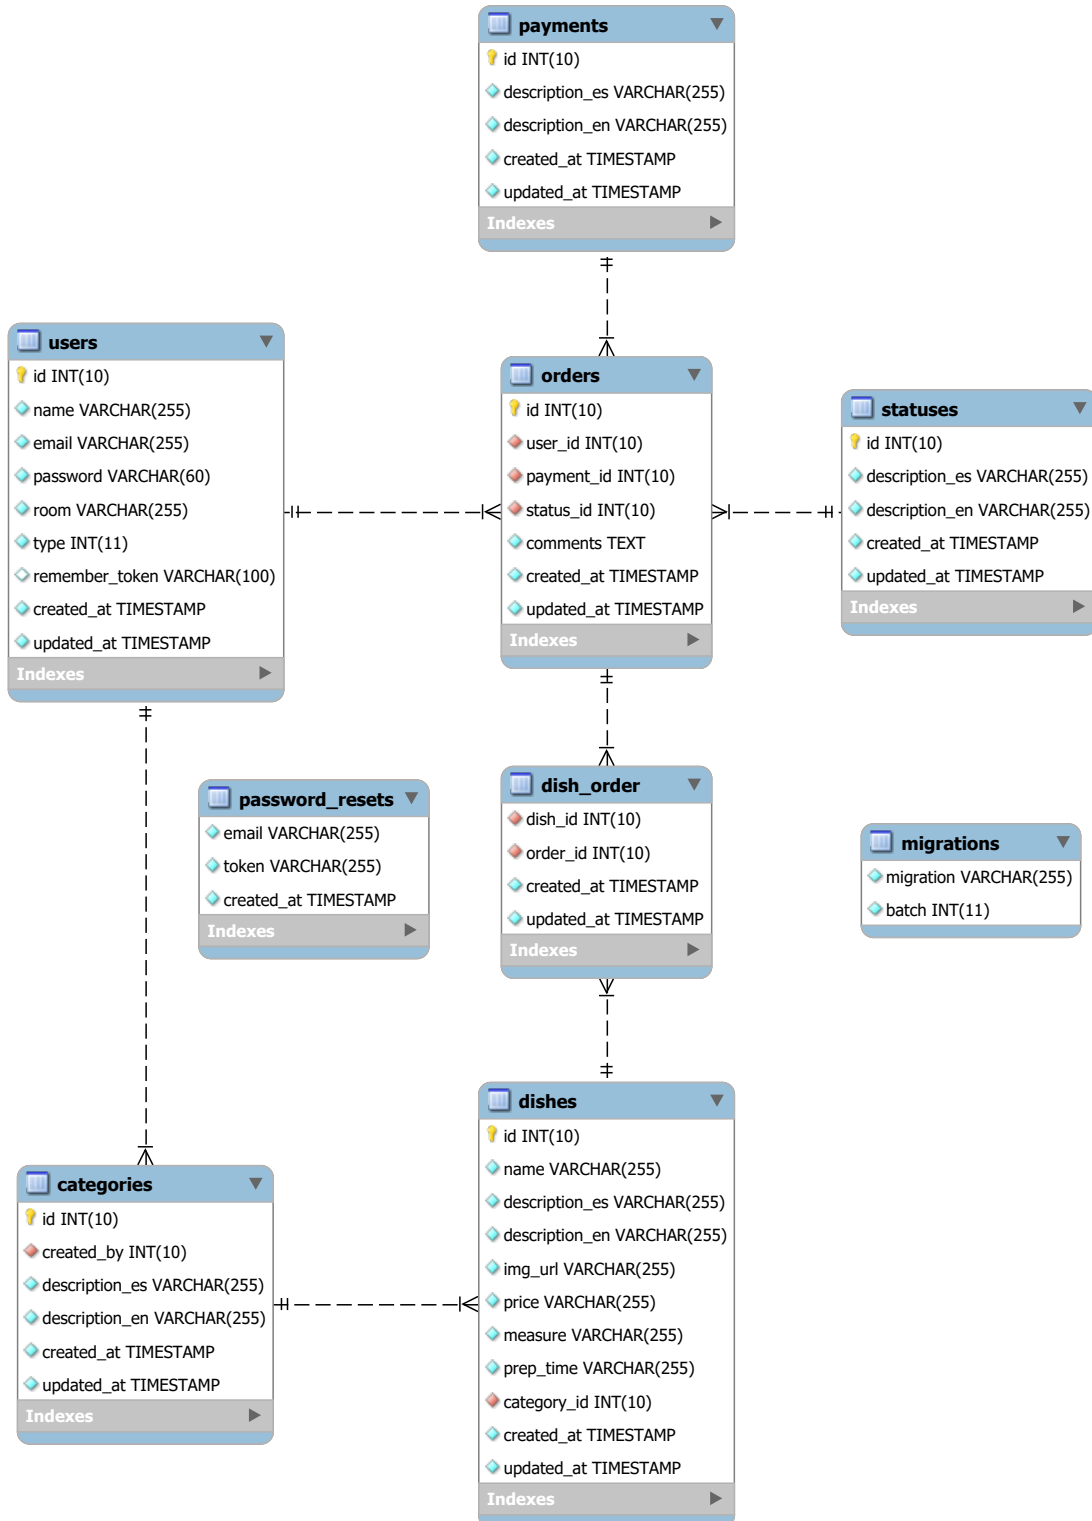 payments
id INT(10)
description_es VARCHAR(255)
description_en VARCHAR(255)
created_at TIMESTAMP
updated_at TIMESTAMP
Indexes
users
id INT(10)
name VARCHAR(255)
email VARCHAR(255)
password VARCHAR(60)
room VARCHAR(255)
type INT(11)
remember_token VARCHAR(100)
created_at TIMESTAMP
updated_at TIMESTAMP
Indexes
orders
id INT(10)
user_id INT(10)
payment_id INT(10)
status_id INT(10)
comments TEXT
created_at TIMESTAMP
updated_at TIMESTAMP
Indexes
statuses
id INT(10)
description_es VARCHAR(255)
description_en VARCHAR(255)
created_at TIMESTAMP
updated_at TIMESTAMP
Indexes
password_resets
email VARCHAR(255)
token VARCHAR(255)
created_at TIMESTAMP
Indexes
dish_order
dish_id INT(10)
order_id INT(10)
created_at TIMESTAMP
updated_at TIMESTAMP
Indexes
migrations
migration VARCHAR(255)
batch INT(11)
categories
id INT(10)
created_by INT(10)
description_es VARCHAR(255)
description_en VARCHAR(255)
created_at TIMESTAMP
updated_at TIMESTAMP
Indexes
dishes
id INT(10)
name VARCHAR(255)
description_es VARCHAR(255)
description_en VARCHAR(255)
img_url VARCHAR(255)
price VARCHAR(255)
measure VARCHAR(255)
prep_time VARCHAR(255)
category_id INT(10)
created_at TIMESTAMP
updated_at TIMESTAMP
Indexes